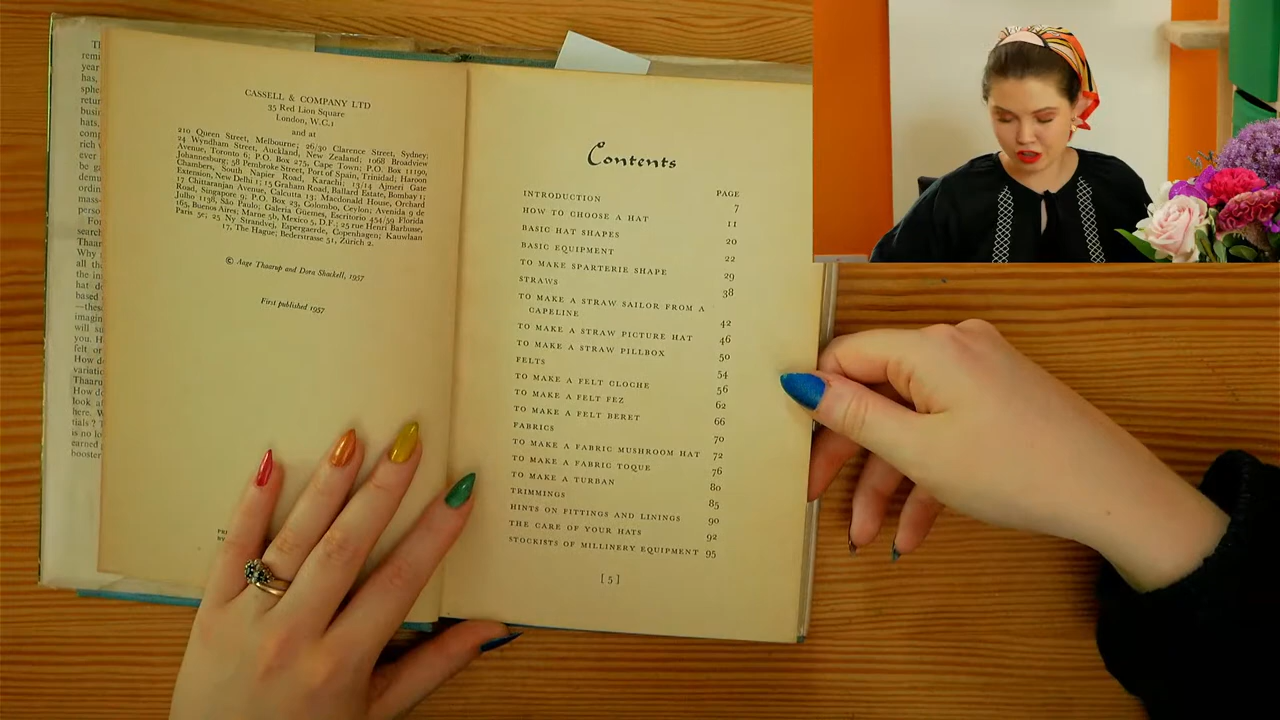 CASSELL & COMPANY LTD
35 Red Lion Square
London, W.C.1
and at
210 Queen Street, Melbourne; 26/30 Clarence Street, Sydney;
24 Wyndham Street, Auckland, New Zealand; 1068 Broadview
Avenue, Toronto 6; P.O. Box 275, Cape Town; P.O. Box 11190,
Johannesburg; 58 Pembroke Street, Port of Spain, Trinidad; Haroon
Chambers, South Napier Road, Karachi; 13/14 Ajmeri Gate
Extension, New Delhi 1; 15 Graham Road, Ballard Estate, Bombay 1;
17 Chittaranjan Avenue, Calcutta 13; Macdonald House, Orchard
Road, Singapore 9; P.O. Box 23, Colombo, Ceylon; Avenida 9 de
Julho 1138, São Paulo; Galeria Güemes, Escritorio 454/59 Florida
165, Buenos Aires; Marne 5b, Mexico 5, D.F.; 25 rue Henri Barbusse,
Paris 5e; 25 Ny Strandvej, Espergaerde, Copenhagen; Kauwlaan
17, The Hague; Bederstrasse 51, Zürich 2.
© Aage Thaarup and Dora Shackell, 1957
First published 1957
Contents
PAGE
INTRODUCTION 7
HOW TO CHOOSE A HAT 11
BASIC HAT SHAPES 20
BASIC EQUIPMENT 22
TO MAKE SPARTERIE SHAPE 29
STRAWS 38
TO MAKE A STRAW SAILOR FROM A
CAPELINE 42
TO MAKE A STRAW PICTURE HAT 46
TO MAKE A STRAW PILLBOX 50
FELTS 54
TO MAKE A FELT CLOCHE 56
TO MAKE A FELT FEZ 62
TO MAKE A FELT BERET 66
FABRICS 70
TO MAKE A FABRIC MUSHROOM HAT 72
TO MAKE A FABRIC TOQUE 76
TO MAKE A TURBAN 80
TRIMMINGS 85
HINTS ON FITTINGS AND LININGS 90
THE CARE OF YOUR HATS 92
STOCKISTS OF MILLINERY EQUIPMENT 95
[ 5 ]